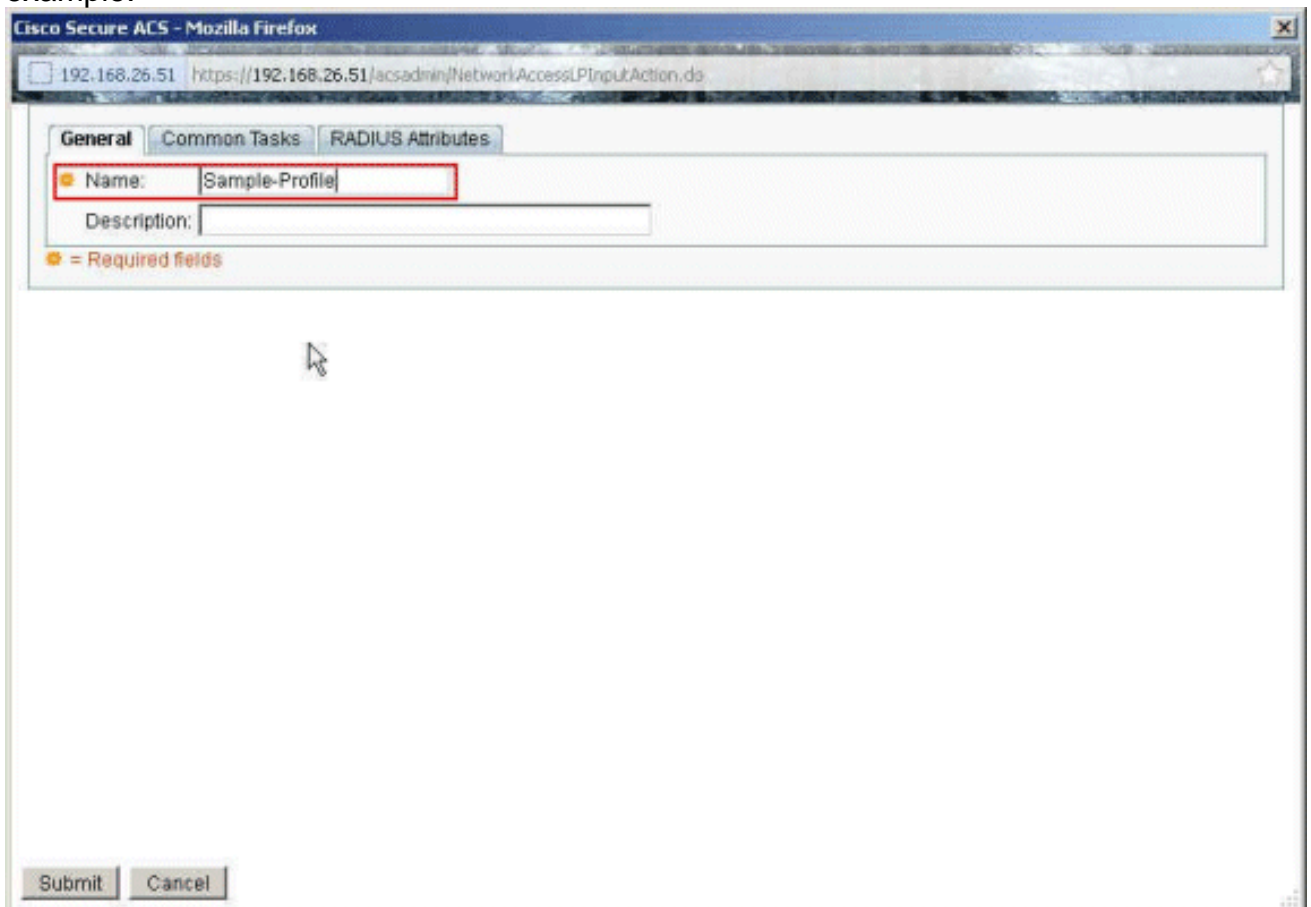 example.
Cisco Secure ACS - Mozilla Firefox
192.168.26.51 https://192.168.26.51/acsadmin/NetworkAccessLPInputAction.do
General Common Tasks RADIUS Attributes
Name: Sample-Profile
Description:
= Required fields
Submit Cancel